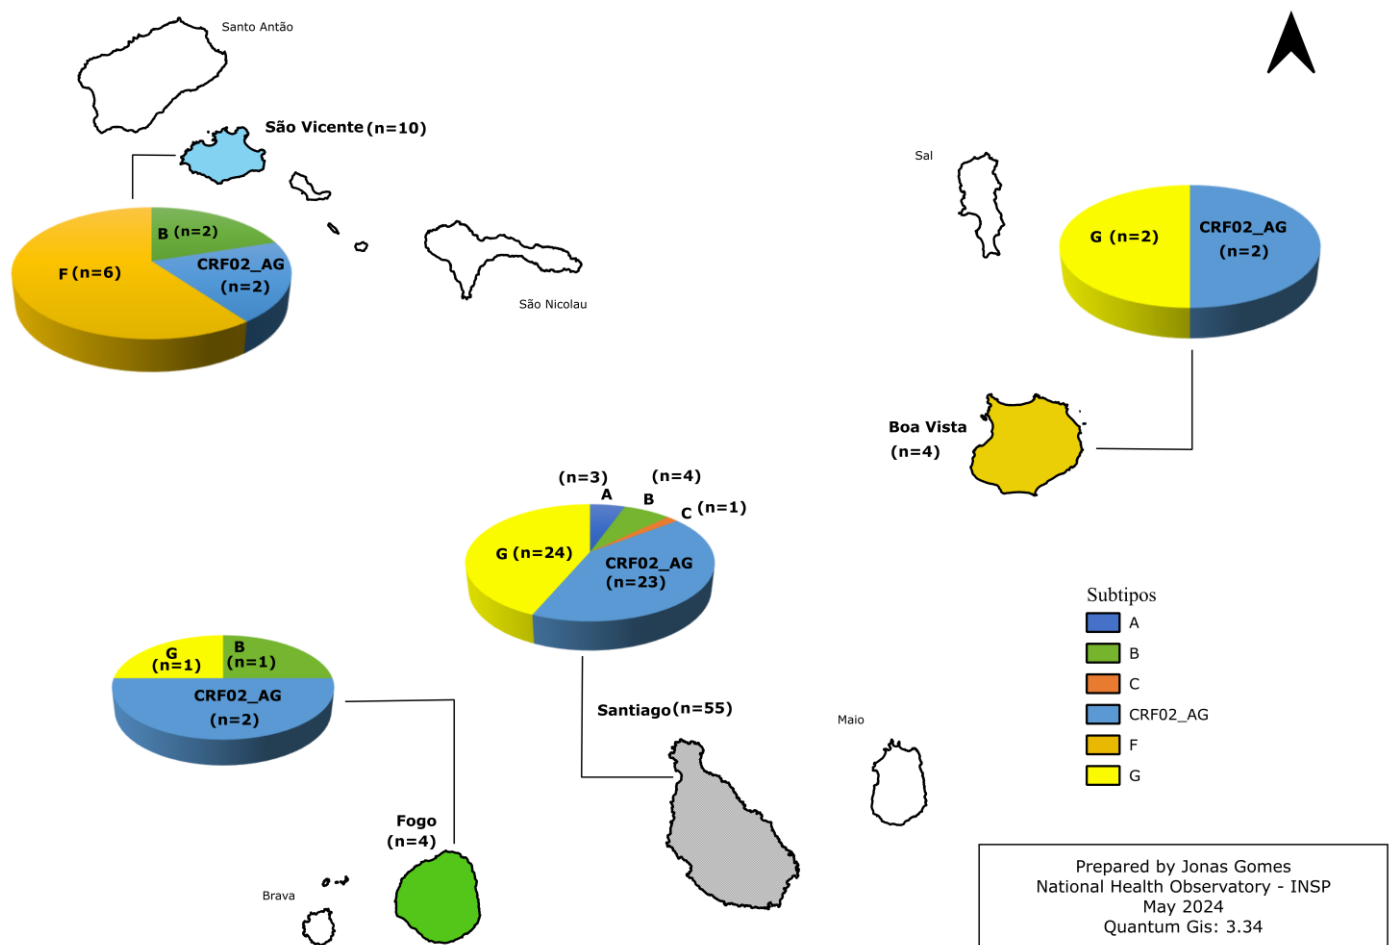 Santo Antão
São Vicente (n=10)
B (n=2)
F (n=6)
CRF02_AG
(n=2)
São Nicolau
Sal
G (n=2)
CRF02_AG
(n=2)
Boa Vista
(n=4)
(n=3)
A
(n=4)
B
C (n=1)
G (n=24)
CRF02_AG
(n=23)
G
(n=1)
B
(n=1)
CRF02_AG
(n=2)
Santiago (n=55)
Maio
Fogo
(n=4)
Brava
Subtipos
A
B
C
CRF02_AG
F
G
Prepared by Jonas Gomes
National Health Observatory - INSP
May 2024
Quantum Gis: 3.34